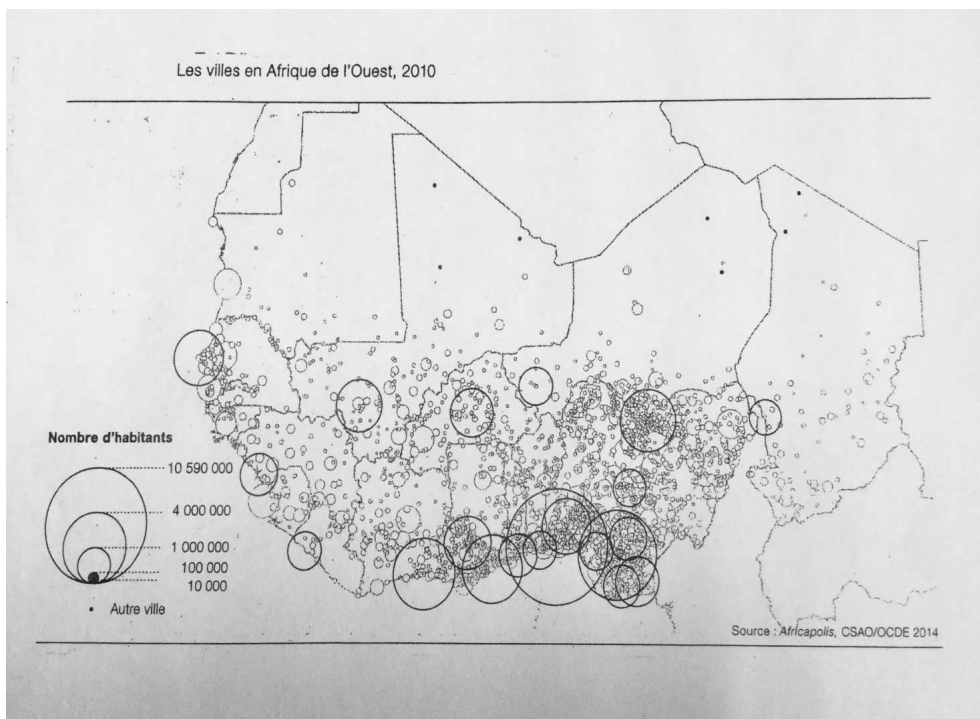 Les villes en Afrique de l'Ouest, 2010
Nombre d'habitants
10 590 000
4 000 000
1 000 000
100 000
10 000
Autre ville
Source : Africapolis, CSAO/OCDE 2014